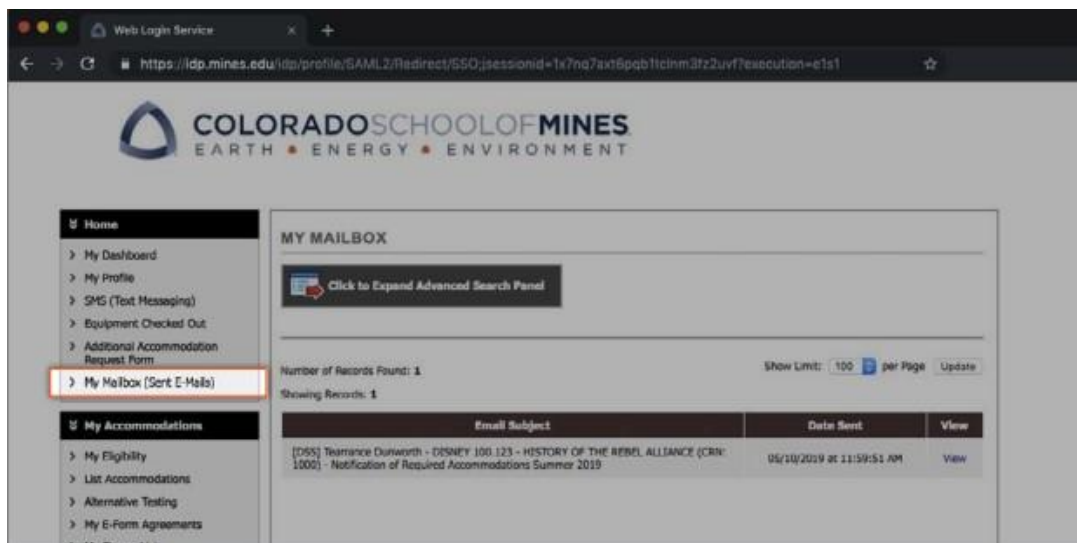 Web Login Service
https://idp.mines.edu/idp/profile/SAML2/Redirect/SSO;jsessionid=
COLORADOSCHOOLOFMINES
EARTH • ENERGY • ENVIRONMENT
Home
My Dashboard
My Profile
SMS (Text Messaging)
Equipment Checked Out
Additional Accommodation
Request Form
My Mailbox (Sent E-Mails)
My Accommodations
My Eligibility
List Accommodations
Alternative Testing
My E-Form Agreements
MY MAILBOX
Click to Expand Advanced Search Panel
Number of Records Found: 1
Show Limit: 100 per Page Update
Showing Records: 1
Email Subject Date Sent View
[DSS] Tearrance Dunworth - DISNEY 100.123 - HISTORY OF THE REBEL ALLIANCE (CRN:
1000) - Notification of Required Accommodations Summer 2019
05/10/2019 at 11:59:51 AM View